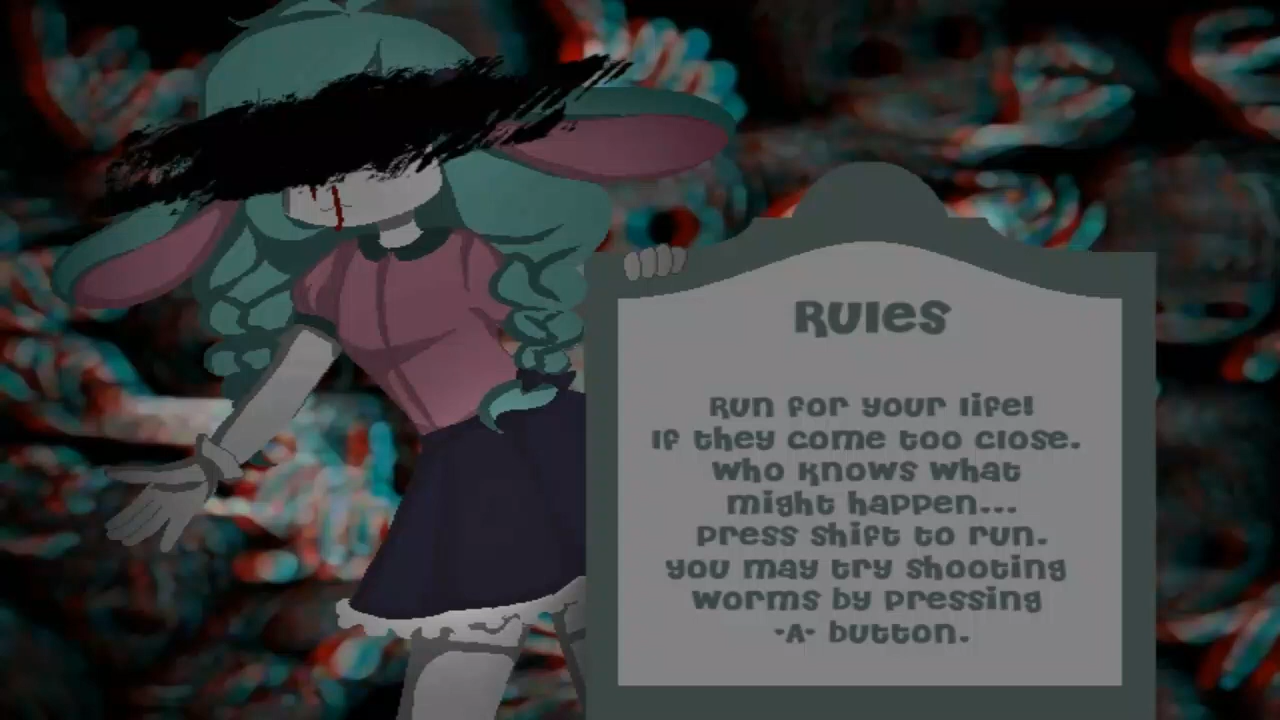 Rules
Run for your life!
If they come too close.
Who knows what
might happen...
Press shift to run.
You may try shooting
worms by pressing
-A- button.